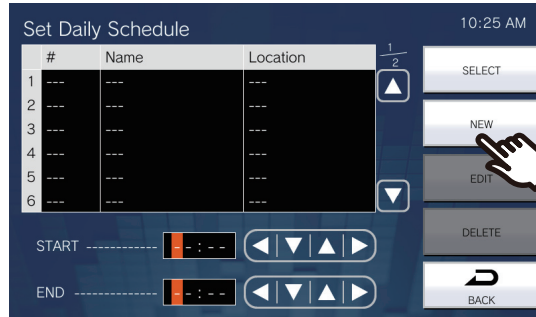 Set Daily Schedule
10:25 AM
# Name Location
1
2
1 --- --- ---
2 --- --- ---
3 --- --- ---
4 --- --- ---
5 --- --- ---
6 --- --- ---
START ------------ --:--
END ------------ --:--
SELECT
NEW
EDIT
DELETE
BACK